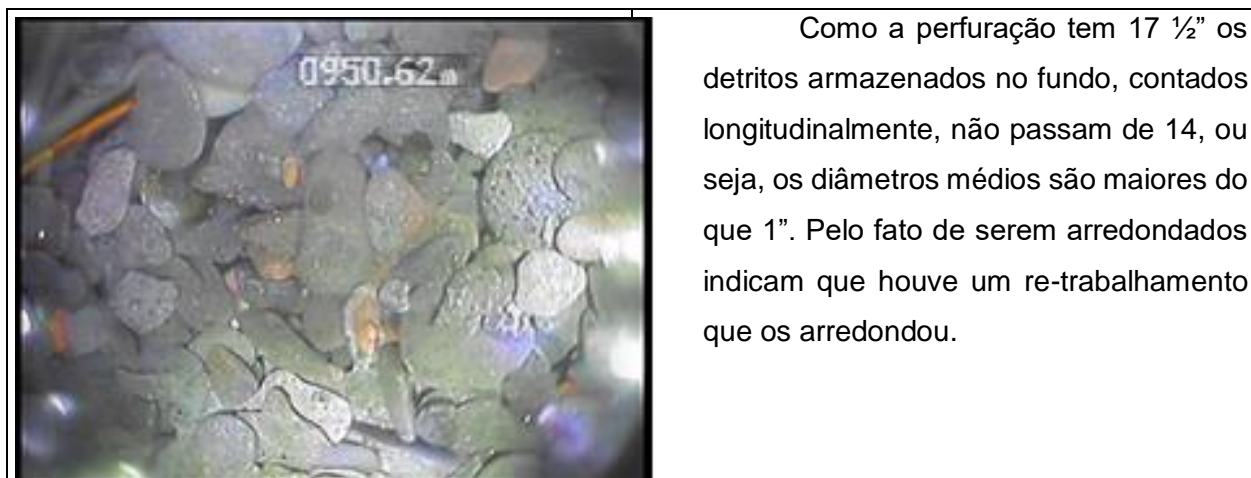 0950.62m
Como a perfuração tem 17 ½” os
detritos armazenados no fundo, contados
longitudinalmente, não passam de 14, ou
seja, os diâmetros médios são maiores do
que 1”. Pelo fato de serem arredondados
indicam que houve um re-trabalhamento
que os arredondou.